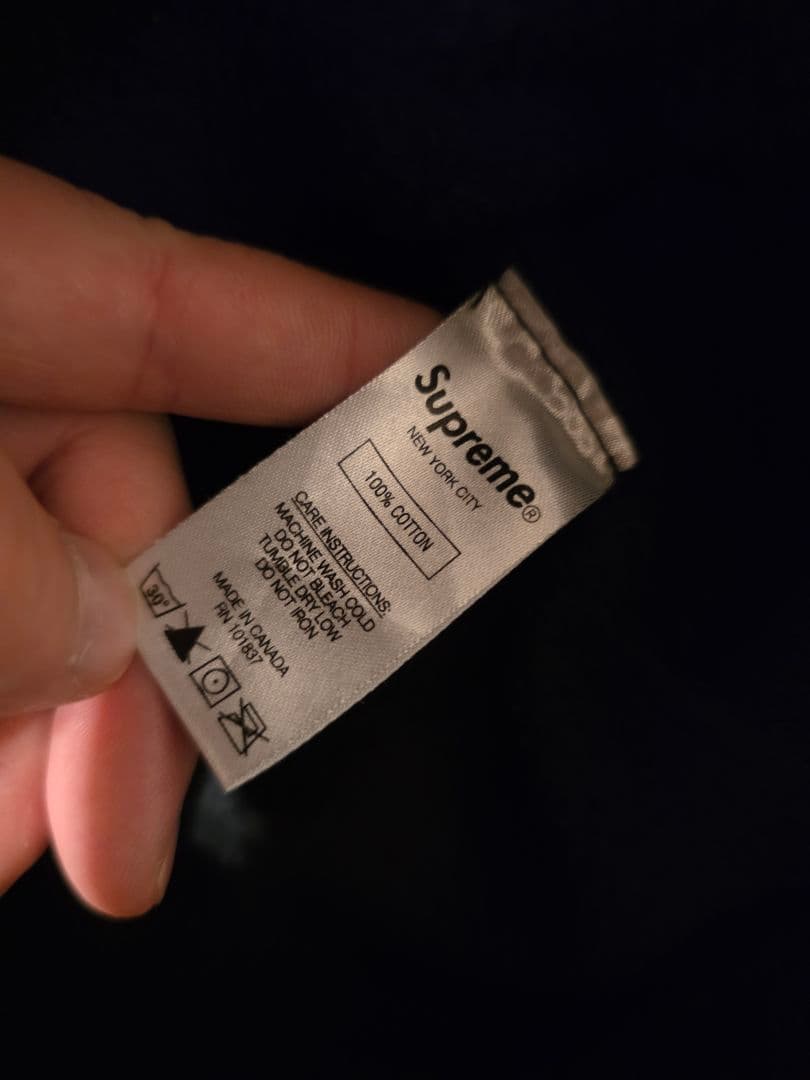 Supreme®
NEW YORK CITY
100% COTTON
CARE INSTRUCTIONS:
MACHINE WASH COLD
DO NOT BLEACH
TUMBLE DRY LOW
DO NOT IRON
MADE IN CANADA
RN 101837
30°